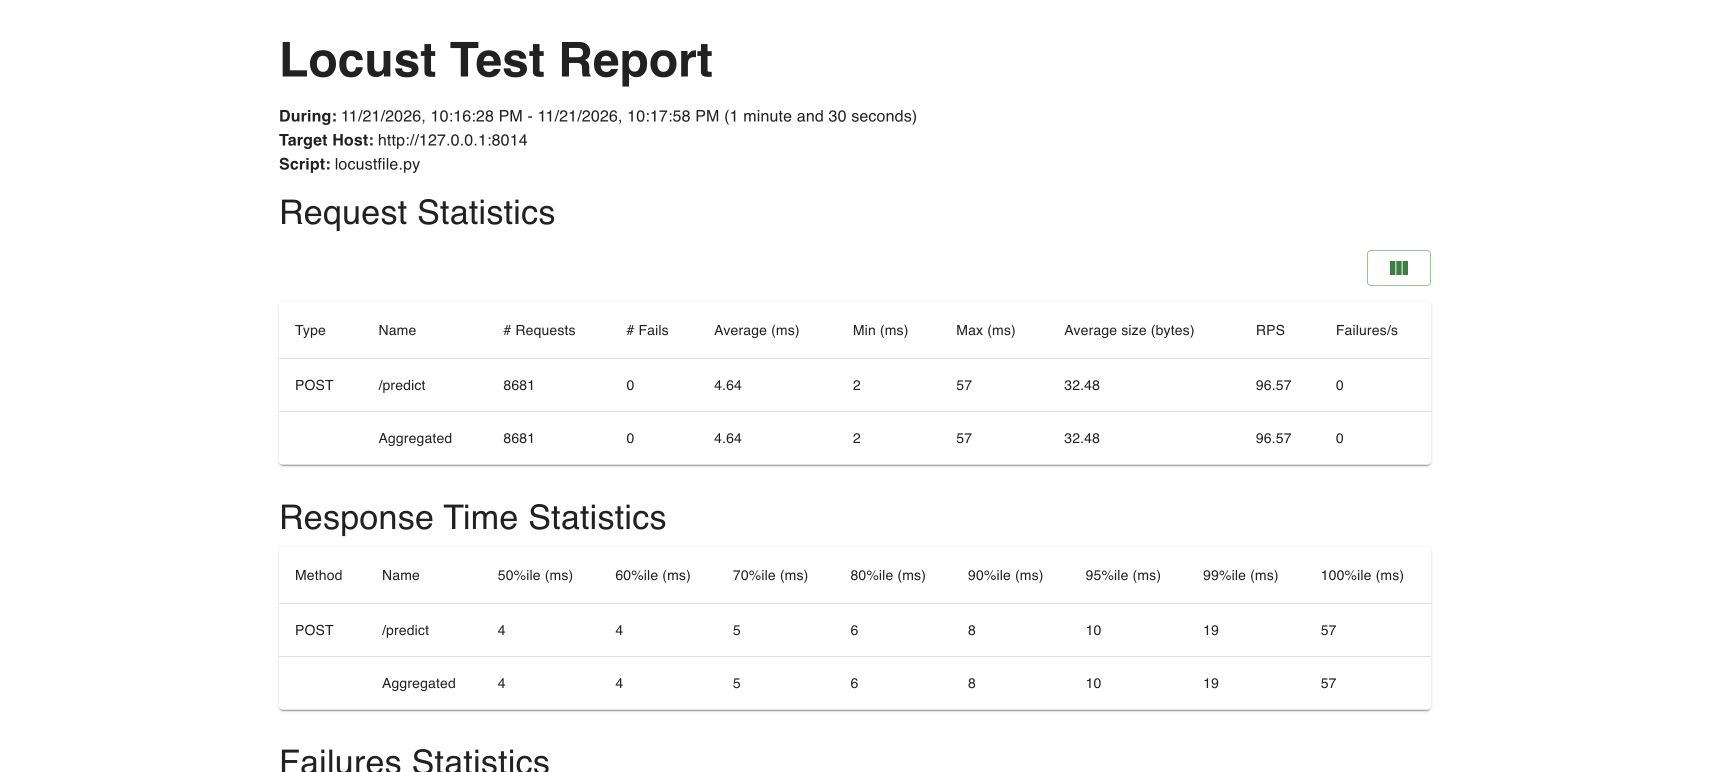 Locust Test Report
During: 11/21/2026, 10:16:28 PM - 11/21/2026, 10:17:58 PM (1 minute and 30 seconds)
Target Host: http://127.0.0.1:8014
Script: locustfile.py
Request Statistics
Type Name # Requests # Fails Average (ms) Min (ms) Max (ms) Average size (bytes) RPS Failures/s
POST /predict 8681 0 4.64 2 57 32.48 96.57 0
Aggregated 8681 0 4.64 2 57 32.48 96.57 0
Response Time Statistics
Method Name 50%ile (ms) 60%ile (ms) 70%ile (ms) 80%ile (ms) 90%ile (ms) 95%ile (ms) 99%ile (ms) 100%ile (ms)
POST /predict 4 4 5 6 8 10 19 57
Aggregated 4 4 5 6 8 10 19 57
Failures Statistics